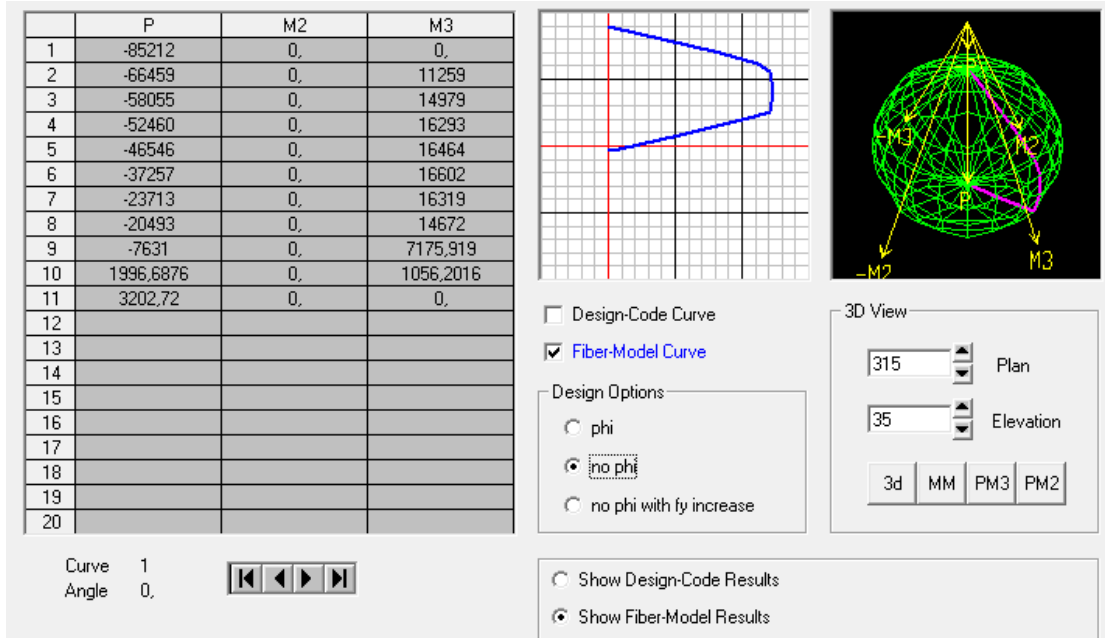 P M2 M3
1 -85212 0, 0,
2 -66459 0, 11259
3 -58055 0, 14979
4 -52460 0, 16293
5 -46546 0, 16464
6 -37257 0, 16602
7 -23713 0, 16319
8 -20493 0, 14672
9 -7631 0, 7175,919
10 1996,6876 0, 1056,2016
11 3202,72 0, 0,
12
13
14
15
16
17
18
19
20
Curve 1
Angle 0,
-M3 M2
P
-M2 M3
Design-Code Curve
Fiber-Model Curve
Design Options
phi
no phi
no phi with fy increase
3D View
315 Plan
35 Elevation
3d MM PM3 PM2
Show Design-Code Results
Show Fiber-Model Results